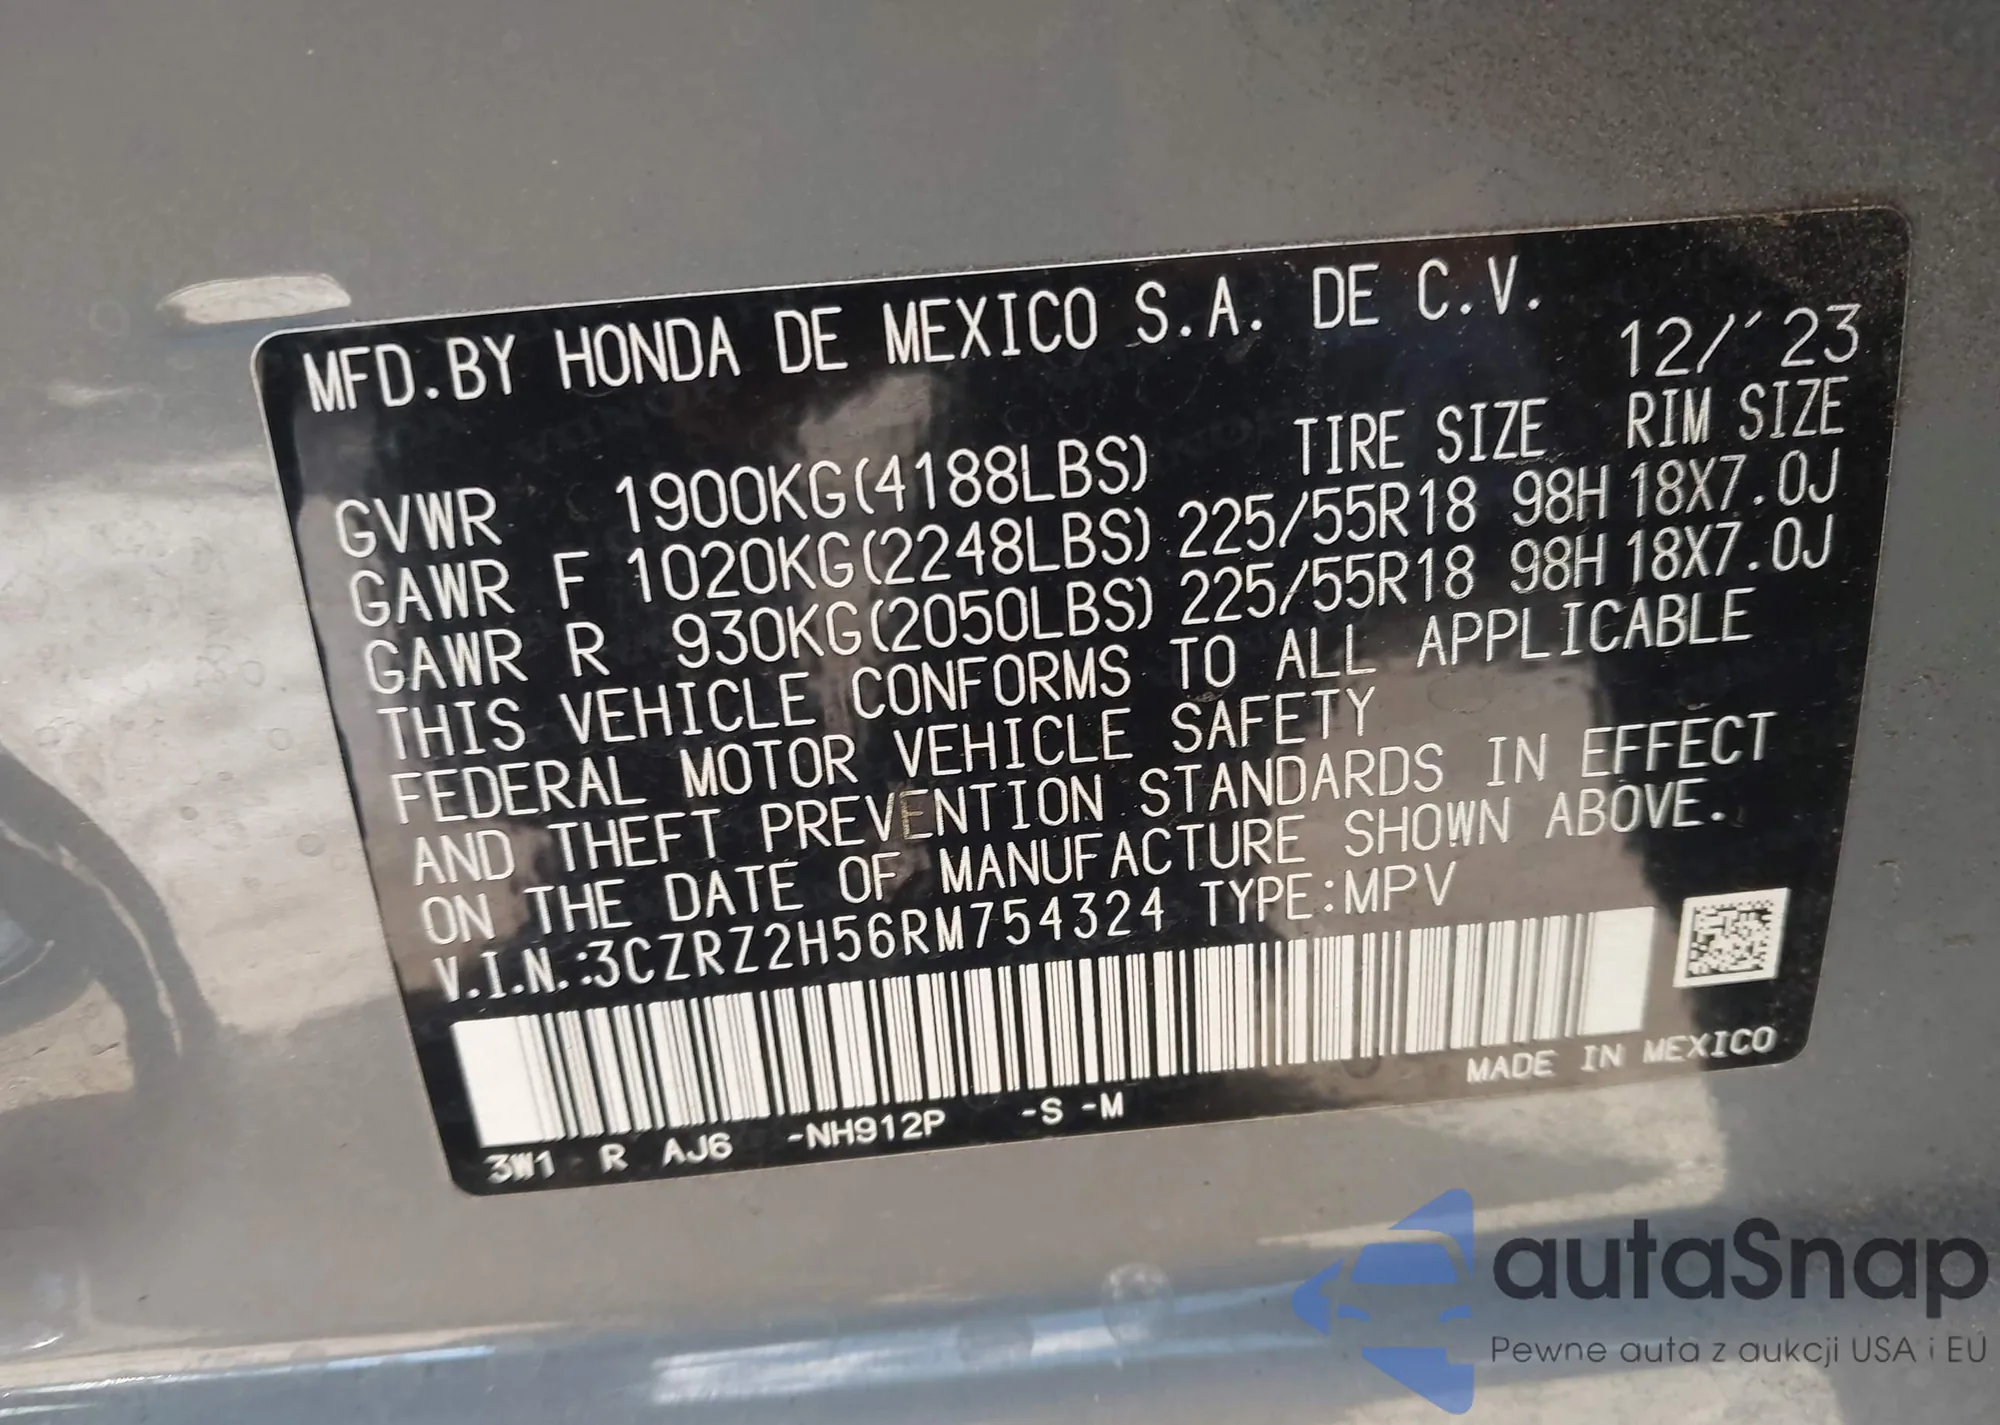 MFD.BY HONDA DE MEXICO S.A. DE C.V.
12/'23
TIRE SIZE RIM SIZE
GVWR 1900KG(4188LBS)
GAWR F 1020KG(2248LBS) 225/55R18 98H 18X7.0J
GAWR R 930KG(2050LBS) 225/55R18 98H 18X7.0J
THIS VEHICLE CONFORMS TO ALL APPLICABLE
FEDERAL MOTOR VEHICLE SAFETY
AND THEFT PREVENTION STANDARDS IN EFFECT
ON THE DATE OF MANUFACTURE SHOWN ABOVE.
V.I.N.:3CZRZ2H56RM754324 TYPE:MPV
MADE IN MEXICO
3W1 R AJ6 -NH912P -S -M
autaSnap
Pewne auta z aukcji USA i EU